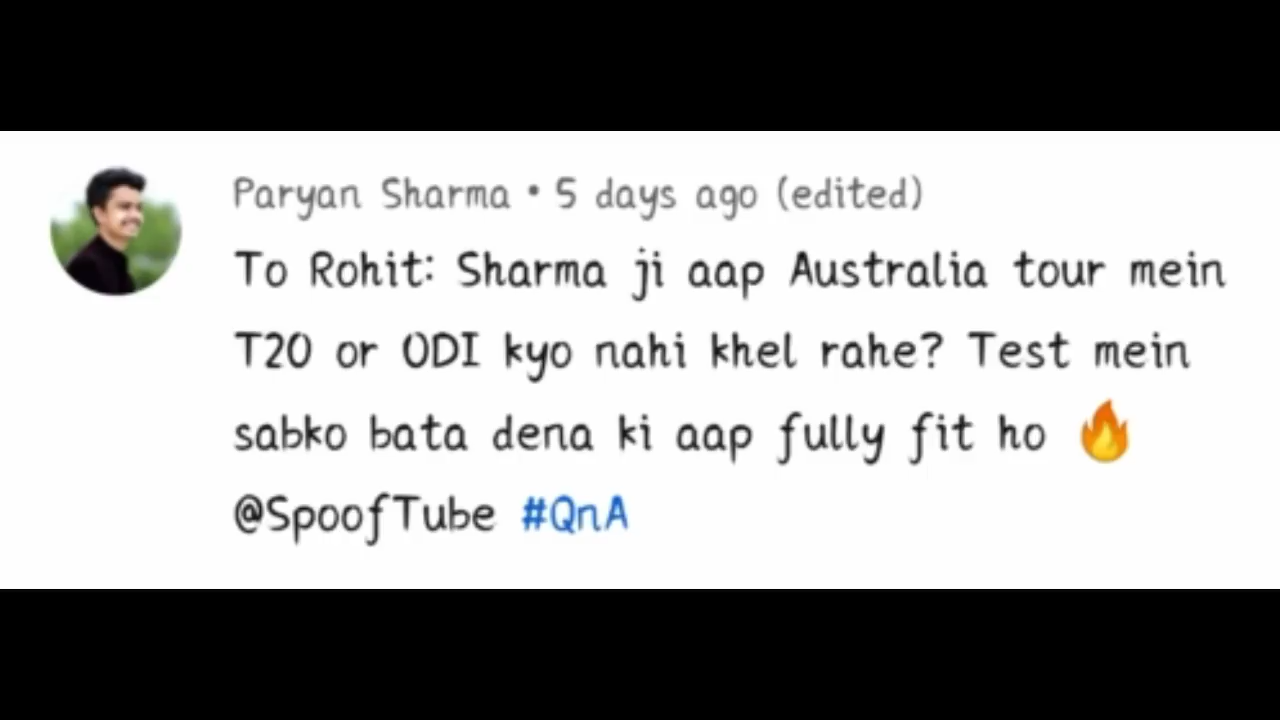 Paryan Sharma • 5 days ago (edited)
To Rohit: Sharma ji aap Australia tour mein
T20 or ODI kyo nahi khel rahe? Test mein
sabko bata dena ki aap fully fit ho 🔥
@SpoofTube #QnA